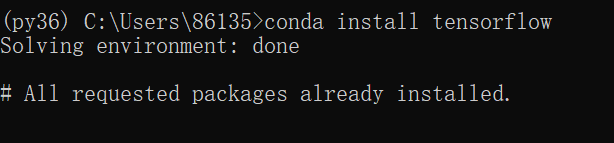 (py36) C:\Users\86135>conda install tensorflow
Solving environment: done
# All requested packages already installed.